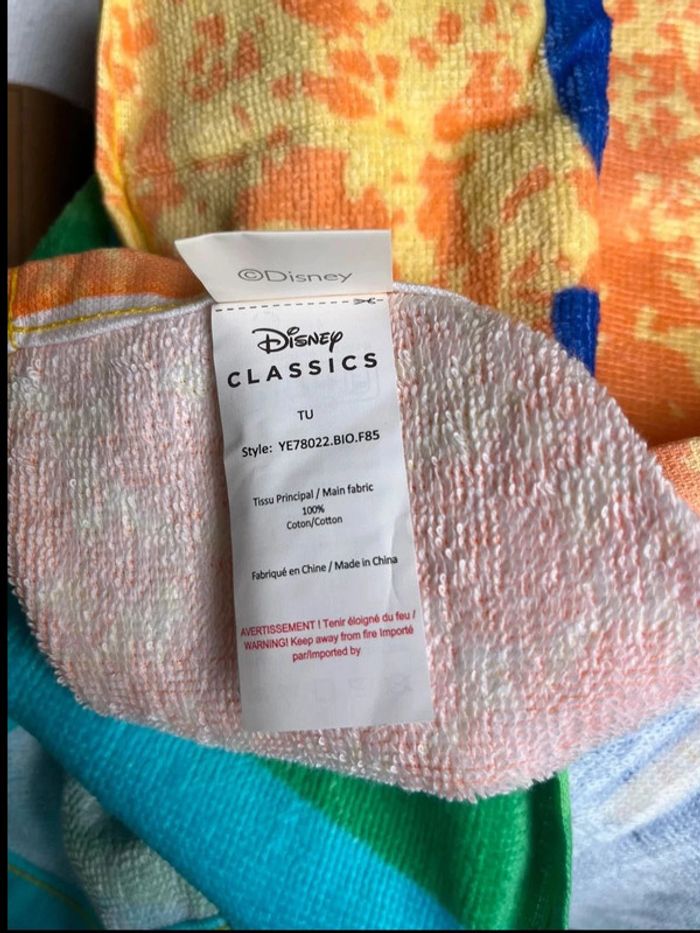 ©Disney
Disney
CLASSICS
TU
Style: YE78022.BIO.F85
Tissu Principal / Main fabric
100%
Coton/Cotton
Fabriqué en Chine / Made in China
AVERTISSEMENT ! Tenir éloigné du feu /
WARNING! Keep away from fire Importé
par/Imported by